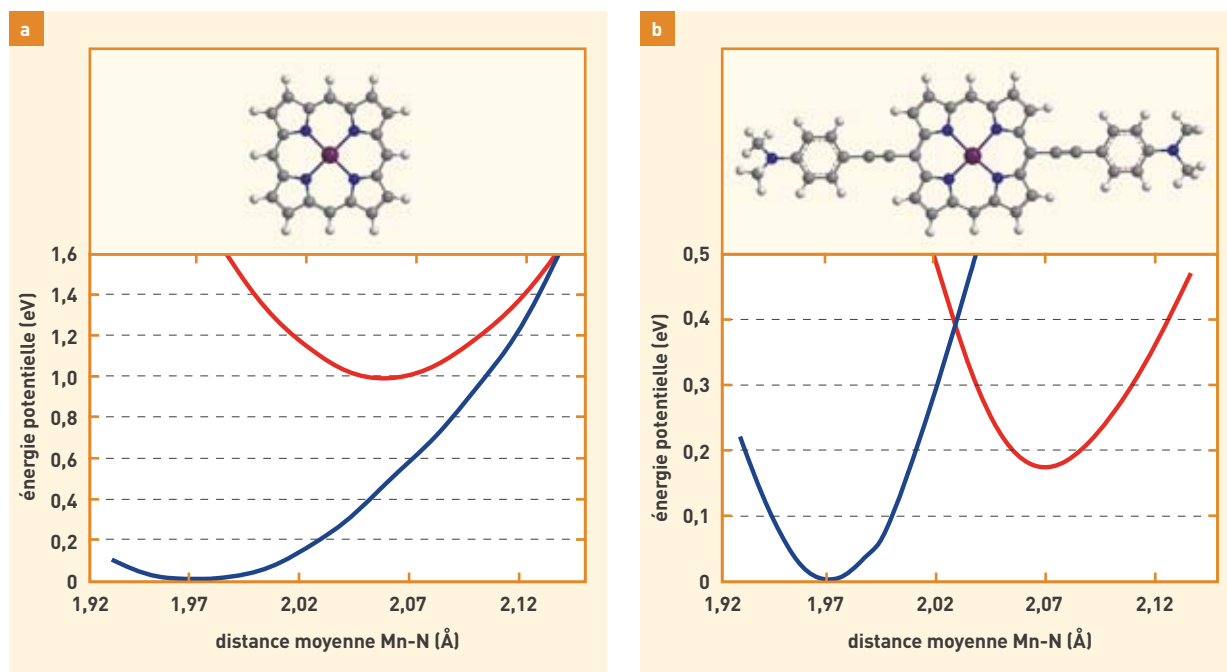 a
1,6
1,4
1,2
1,0
0,8
0,6
0,4
0,2
0
énergie potentielle (eV)
1,92 1,97 2,02 2,07 2,12
distance moyenne Mn-N (Å)
b
0,5
0,4
0,3
0,2
0,1
0
énergie potentielle (eV)
1,92 1,97 2,02 2,07 2,12
distance moyenne Mn-N (Å)